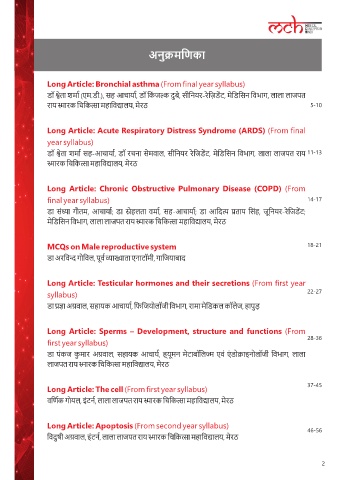 mch
अनुक्रमणिका
Long Article: Bronchial asthma (From final year syllabus)
डॉ श्वेता शर्मा (एम.डी.), सह आचार्या, डॉ किंजल्क दुबे, सीनियर-रेजिडेंट, मेडिसिन विभाग, लाला लाजपत
राय स्मारक चिकित्सा महाविद्यालय, मेरठ 5-10
Long Article: Acute Respiratory Distress Syndrome (ARDS) (From final
year syllabus)
डॉ श्वेता शर्मा सह-आचार्या, डॉ रचना सेमवाल, सीनियर रेजिडेंट, मेडिसिन विभाग, लाला लाजपत राय 11-13
स्मारक चिकित्सा महाविद्यालय, मेरठ
Long Article: Chronic Obstructive Pulmonary Disease (COPD) (From
final year syllabus) 14-17
डा संध्या गौतम, आचार्या; डा स्नेहलता वर्मा, सह-आचार्या; डा आदित्य प्रताप सिंह, जूनियर-रेजिडेंट;
मेडिसिन विभाग, लाला लाजपत राय स्मारक चिकित्सा महाविद्यालय, मेरठ
MCQs on Male reproductive system 18-21
डा अरविन्द गोविल, पूर्व व्याख्याता एनाटॉमी, गाजियाबाद
Long Article: Testicular hormones and their secretions (From first year
syllabus) 22-27
डा प्रज्ञा अग्रवाल, सहायक आचार्या, फिजियोलॉजी विभाग, रामा मेडिकल कॉलेज, हापुड़
Long Article: Sperms – Development, structure and functions (From
first year syllabus) 28-36
डा पंकज कुमार अग्रवाल, सहायक आचार्य, ह्यूमन मेटाबॉलिज्म एवं एंडोक्राइनोलॉजी विभाग, लाला
लाजपत राय स्मारक चिकित्सा महाविद्यालय, मेरठ
Long Article: The cell (From first year syllabus) 37-45
वर्णिक गोयल, इंटर्न, लाला लाजपत राय स्मारक चिकित्सा महाविद्यालय, मेरठ
Long Article: Apoptosis (From second year syllabus) 46-56
विदुषी अग्रवाल, इंटर्न, लाला लाजपत राय स्मारक चिकित्सा महाविद्यालय, मेरठ
2